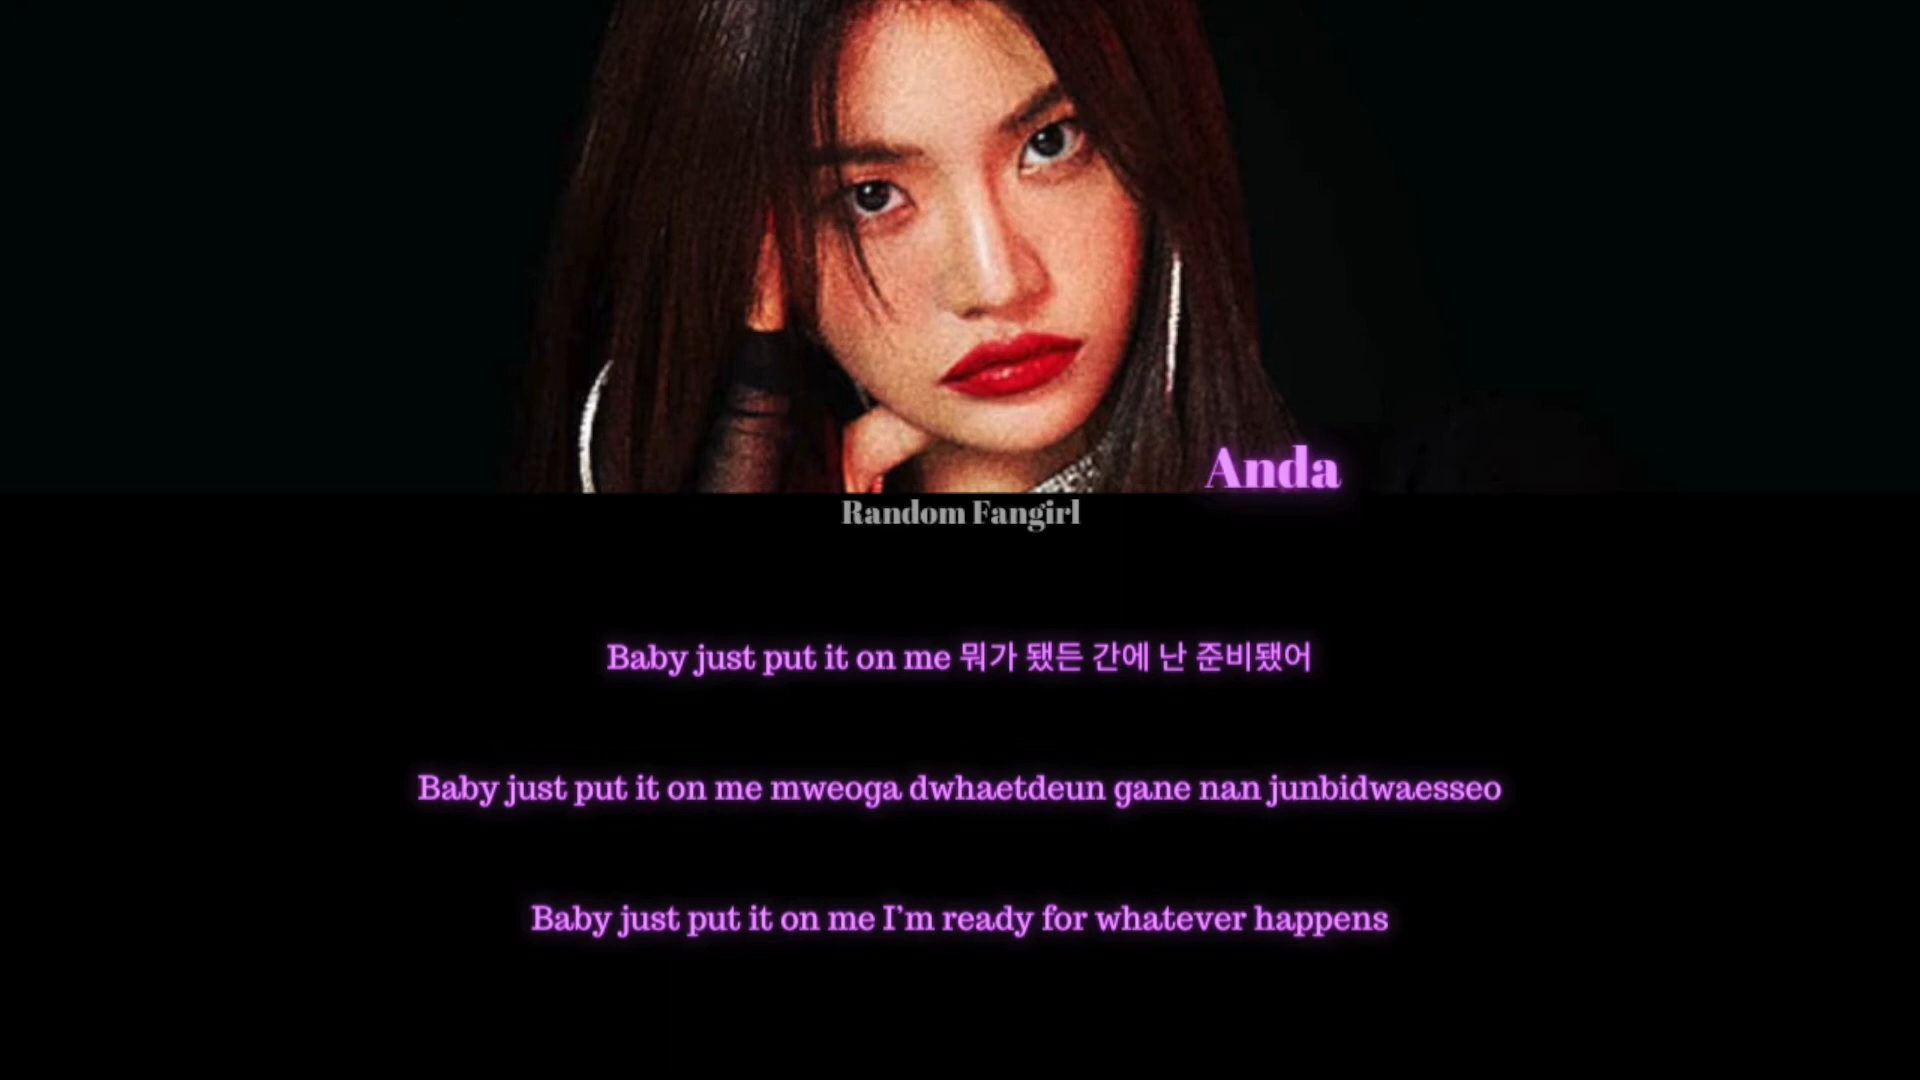 Anda
Random Fangirl
Baby just put it on me 뭐가 됐든 간에 난 준비됐어
Baby just put it on me mweoga dwhaetdeun gane nan junbidwaesseo
Baby just put it on me I’m ready for whatever happens